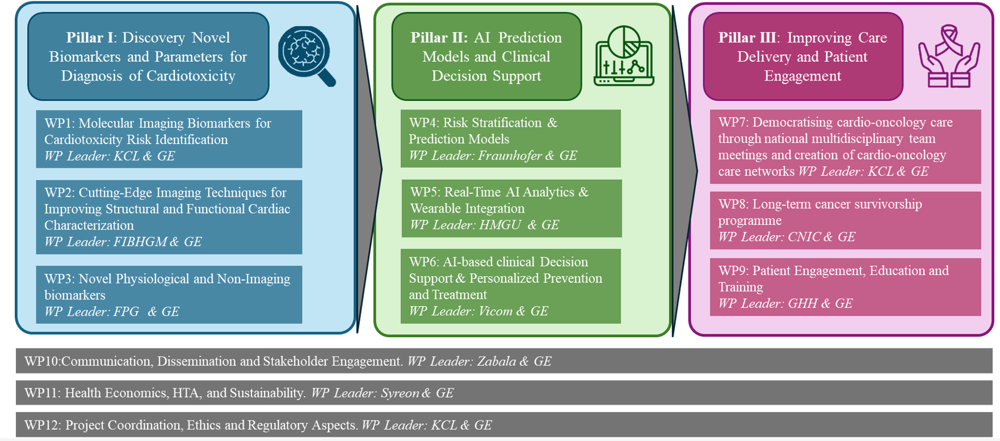 Pillar I: Discovery Novel
Biomarkers and Parameters for
Diagnosis of Cardiotoxicity
WP1: Molecular Imaging Biomarkers for
Cardiotoxicity Risk Identification
WP Leader: KCL & GE
WP2: Cutting-Edge Imaging Techniques for
Improving Structural and Functional Cardiac
Characterization
WP Leader: FIBHGM & GE
WP3: Novel Physiological and Non-Imaging
biomarkers
WP Leader: FPG & GE
Pillar II: AI Prediction
Models and Clinical
Decision Support
WP4: Risk Stratification &
Prediction Models
WP Leader: Fraunhofer & GE
WP5: Real-Time AI Analytics &
Wearable Integration
WP Leader: HMGU & GE
WP6: AI-based clinical Decision
Support & Personalized Prevention
and Treatment
WP Leader: Vicom & GE
Pillar III: Improving Care
Delivery and Patient
Engagement
WP7: Democratising cardio-oncology care
through national multidisciplinary team
meetings and creation of cardio-oncology
care networks WP Leader: KCL & GE
WP8: Long-term cancer survivorship
programme
WP Leader: CNIC & GE
WP9: Patient Engagement, Education and
Training
WP Leader: GHH & GE
WP10:Communication, Dissemination and Stakeholder Engagement. WP Leader: Zabala & GE
WP11: Health Economics, HTA, and Sustainability. WP Leader: Syreon & GE
WP12: Project Coordination, Ethics and Regulatory Aspects. WP Leader: KCL & GE